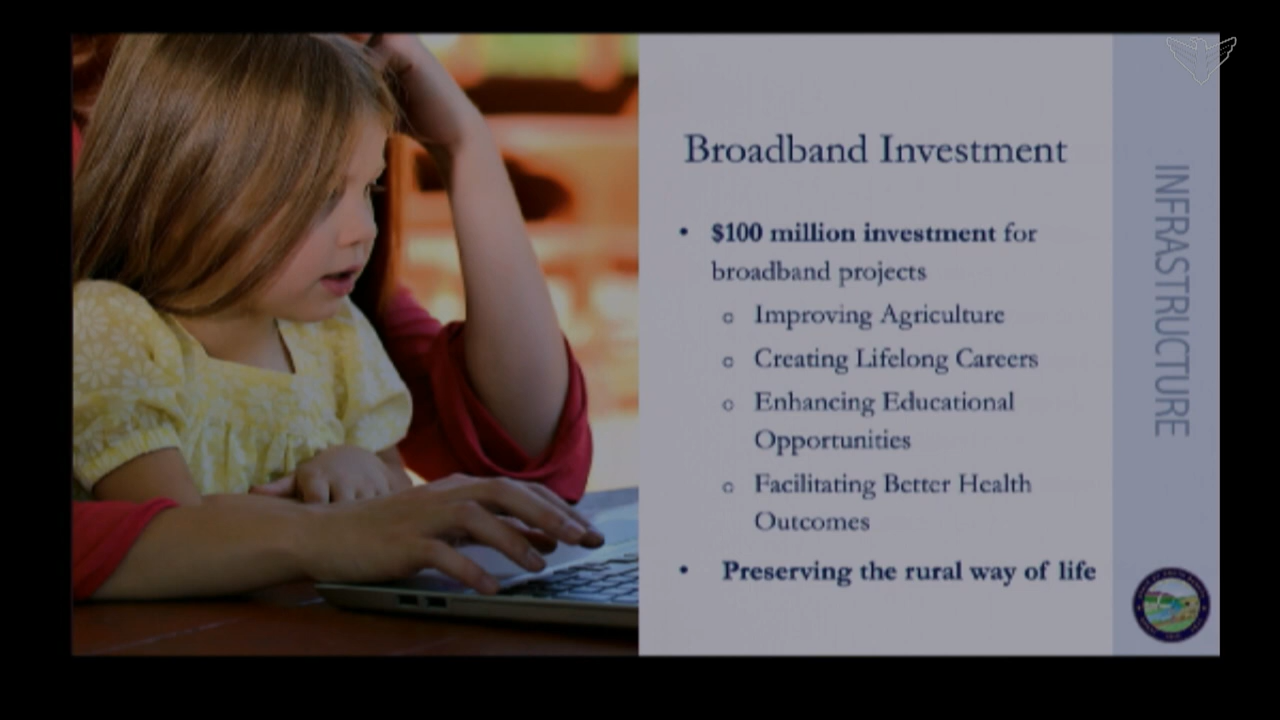 Broadband Investment
• $100 million investment for
broadband projects
o Improving Agriculture
o Creating Lifelong Careers
o Enhancing Educational
Opportunities
o Facilitating Better Health
Outcomes
• Preserving the rural way of life
INFRASTRUCTURE